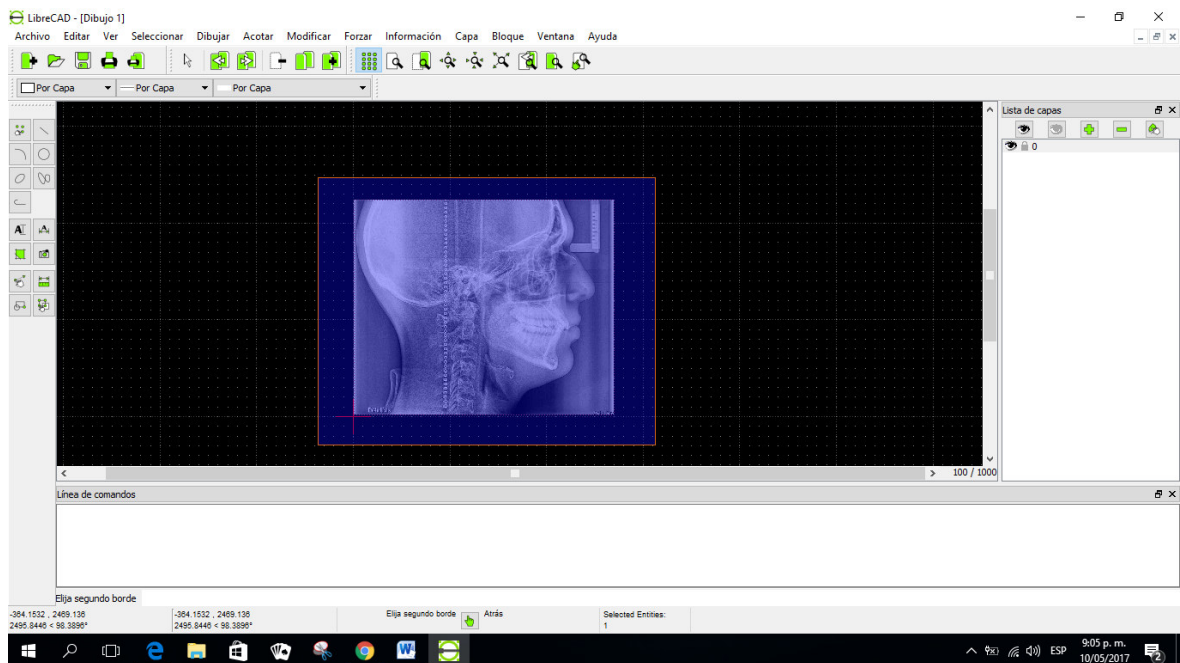 LibreCAD - [Dibujo 1]
Archivo Editar Ver Seleccionar Dibujar Acotar Modificar Forzar Información Capa Bloque Ventana Ayuda
Por Capa Por Capa Por Capa
Lista de capas
0
100 / 1000
Línea de comandos
Elija segundo borde
-364.1532 , 2469.136 -364.1532 , 2469.136 Elija segundo borde Atrás Selected Entities:
2495.8446 < 98.3896° 2495.8446 < 98.3896° 1
ESP
9:05 p. m.
10/05/2017
2